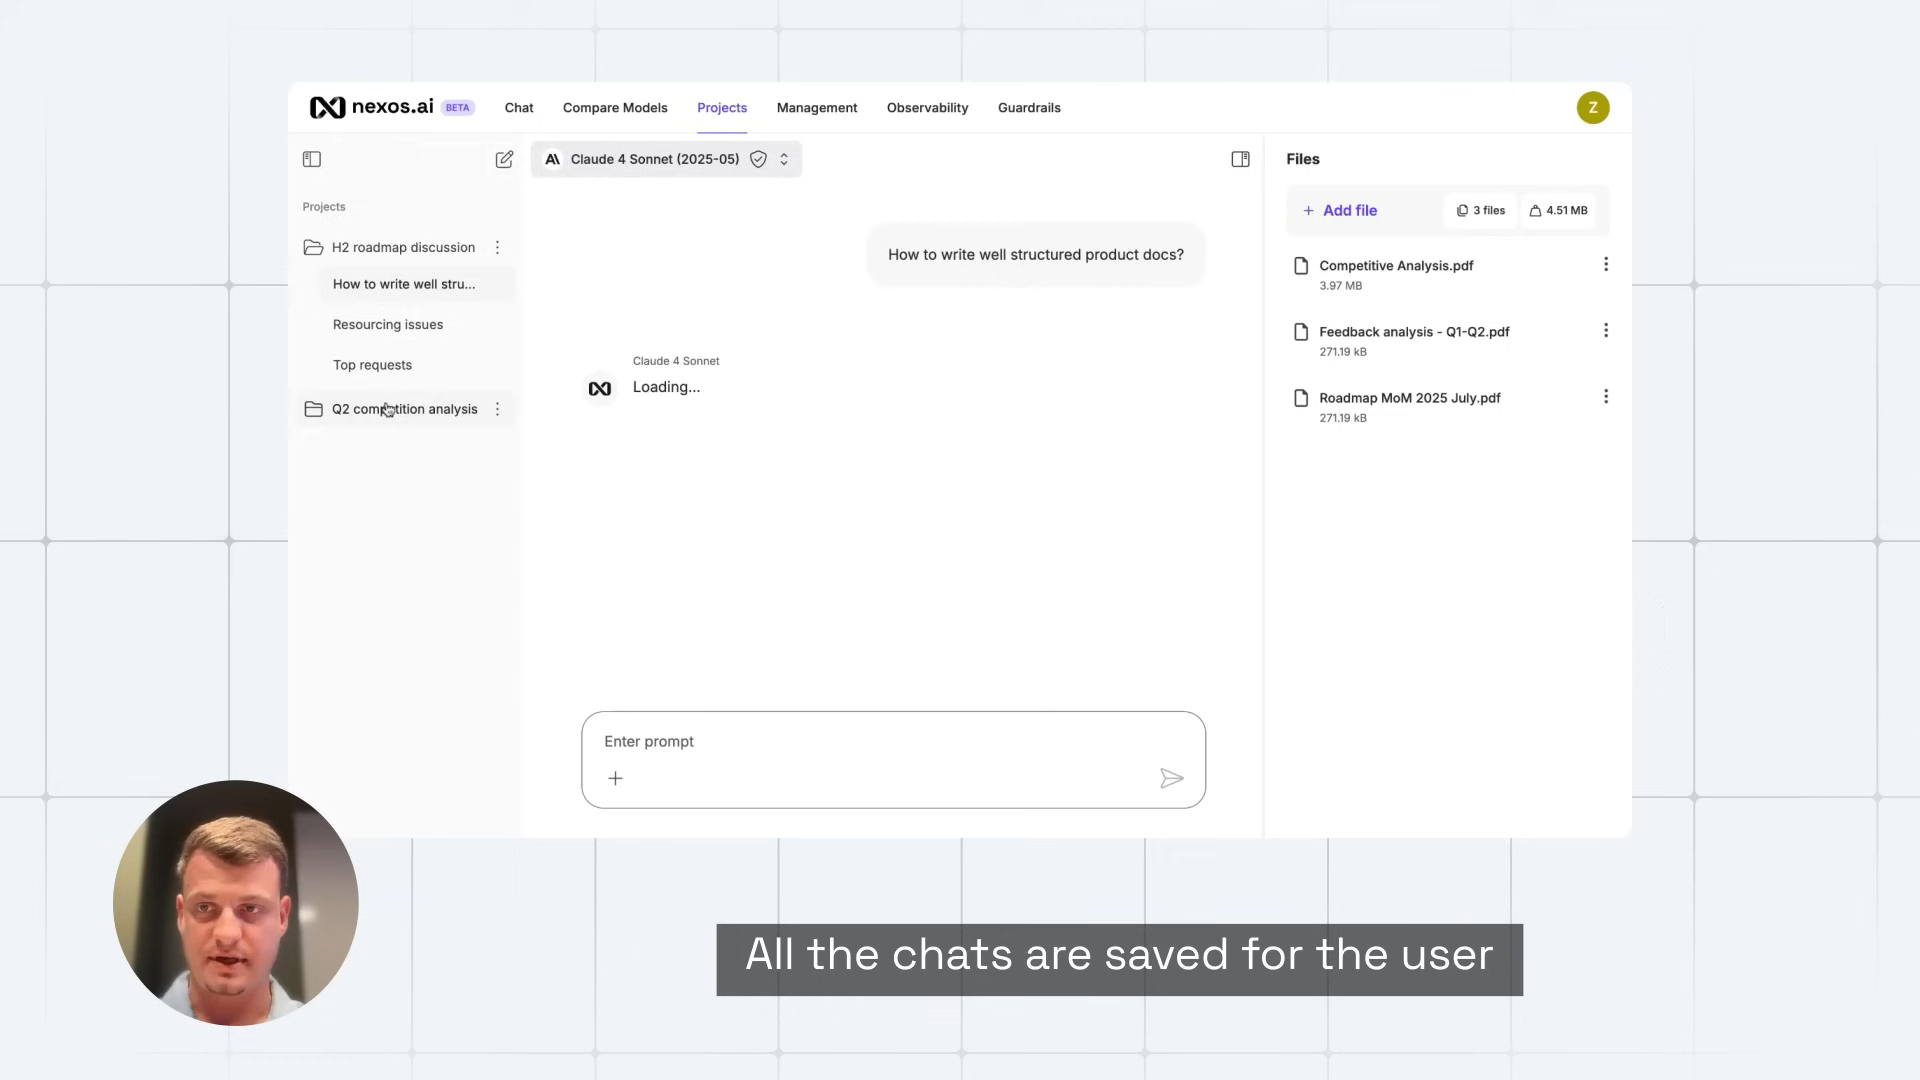 nexos.ai BETA Chat Compare Models Projects Management Observability Guardrails Z
Claude 4 Sonnet (2025-05)
Projects
H2 roadmap discussion
How to write well stru...
Resourcing issues
Top requests
Q2 competition analysis
How to write well structured product docs?
Claude 4 Sonnet
Loading...
Enter prompt
Files
+ Add file 3 files 4.51 MB
Competitive Analysis.pdf
3.97 MB
Feedback analysis - Q1-Q2.pdf
271.19 kB
Roadmap MoM 2025 July.pdf
271.19 kB
All the chats are saved for the user